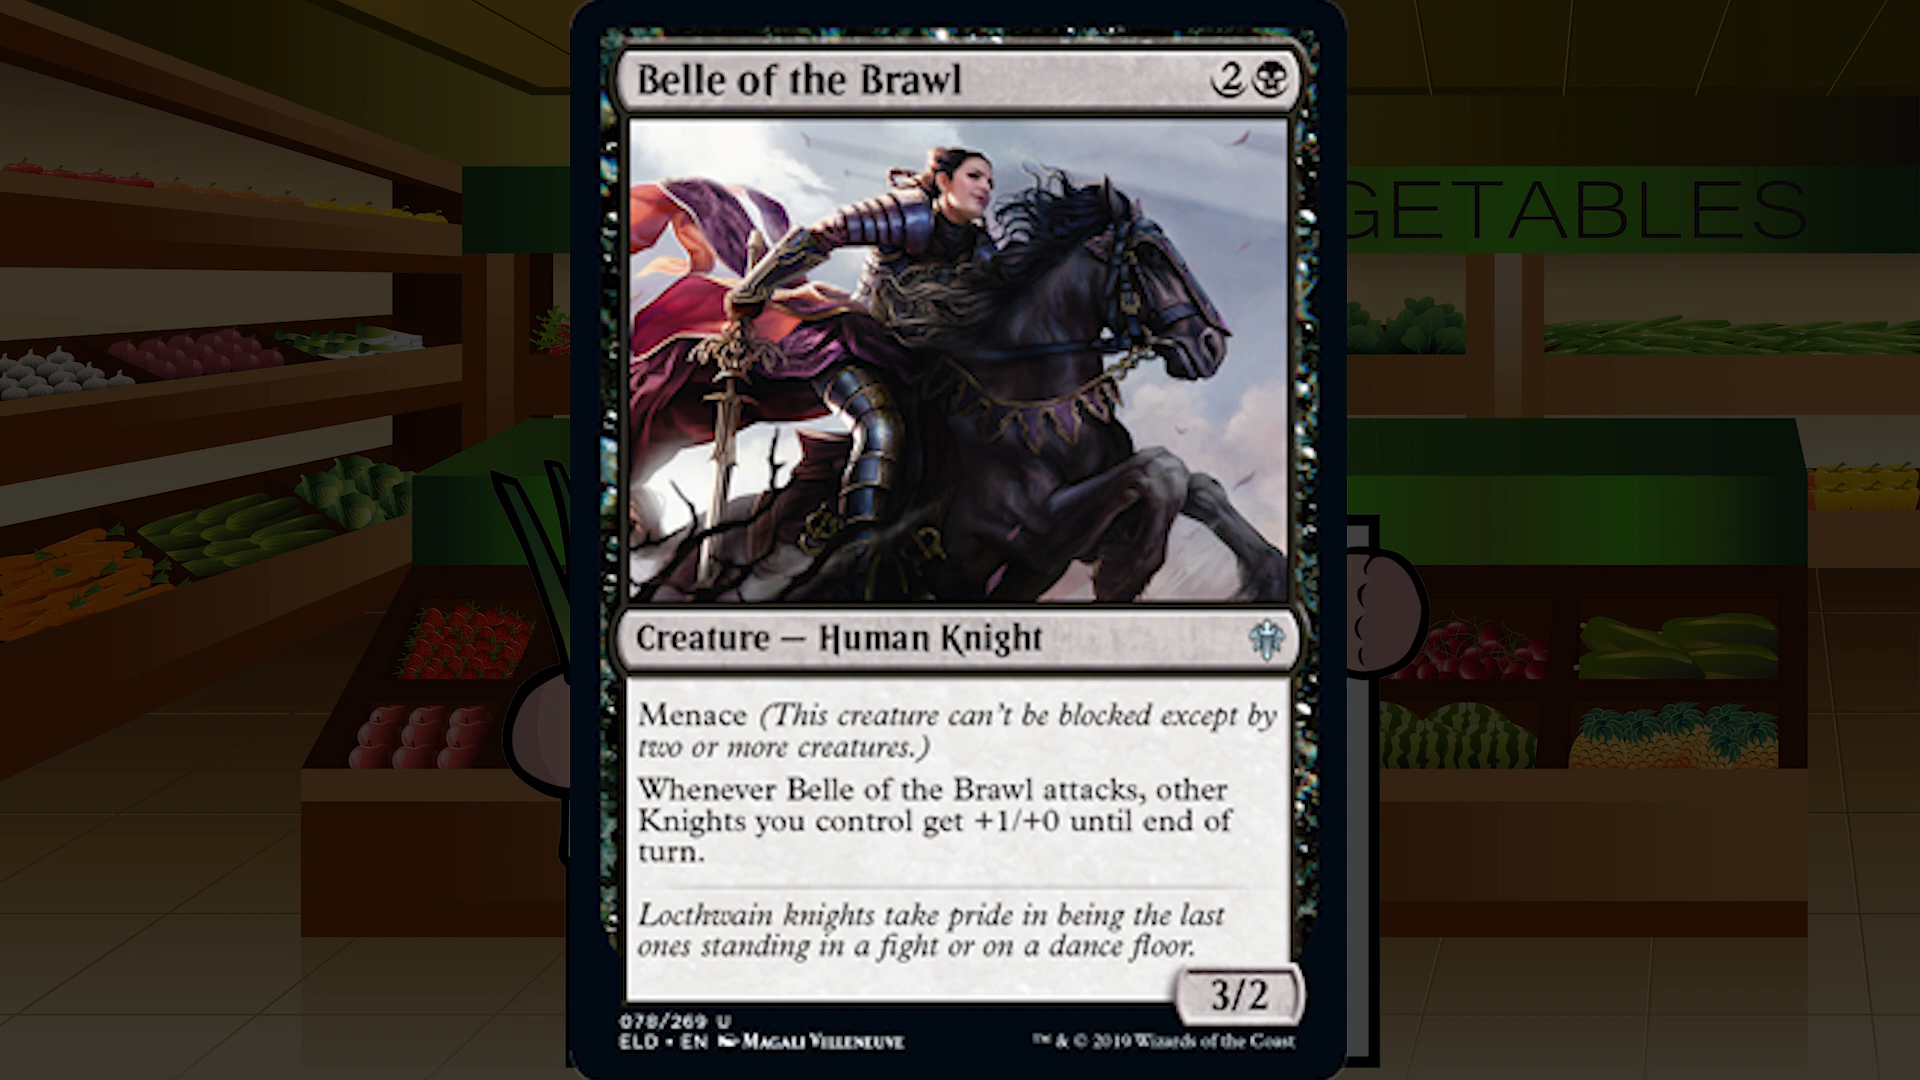 Belle of the Brawl
2
GETABLES
Creature — Human Knight
Menace (This creature can't be blocked except by
two or more creatures.)
Whenever Belle of the Brawl attacks, other
Knights you control get +1/+0 until end of
turn.
Locthwain knights take pride in being the last
ones standing in a fight or on a dance floor.
3/2
078/269 U
ELD • EN Magali Villeneuve
™ & © 2019 Wizards of the Coast